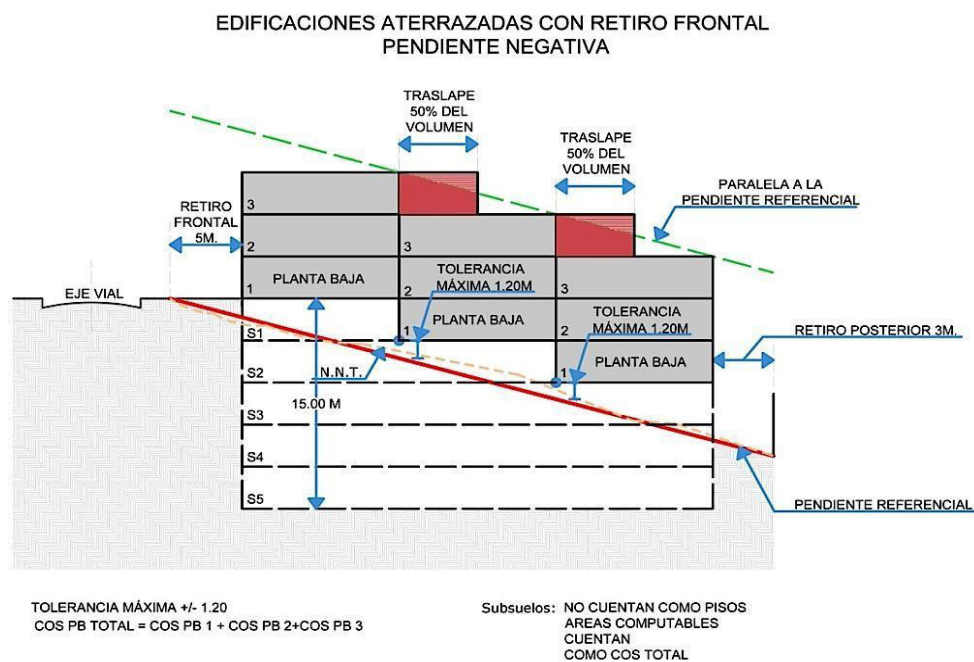 EDIFICACIONES ATERRAZADAS CON RETIRO FRONTAL
PENDIENTE NEGATIVA
TRASLAPE
50% DEL
VOLUMEN
TRASLAPE
50% DEL
VOLUMEN
PARALELA A LA
PENDIENTE REFERENCIAL
RETIRO
FRONTAL
5M.
3
2
3
EJE VIAL
1
PLANTA BAJA
TOLERANCIA
MÁXIMA 1.20M
2
3
PLANTA BAJA
1
TOLERANCIA
MÁXIMA 1.20M
2
PLANTA BAJA
1
RETIRO POSTERIOR 3M.
S1
N.N.T.
S2
15.00 M
S3
S4
S5
PENDIENTE REFERENCIAL
TOLERANCIA MÁXIMA +/- 1.20
COS PB TOTAL = COS PB 1 + COS PB 2+COS PB 3
Subsuelos: NO CUENTAN COMO PISOS
AREAS COMPUTABLES
CUENTAN
COMO COS TOTAL